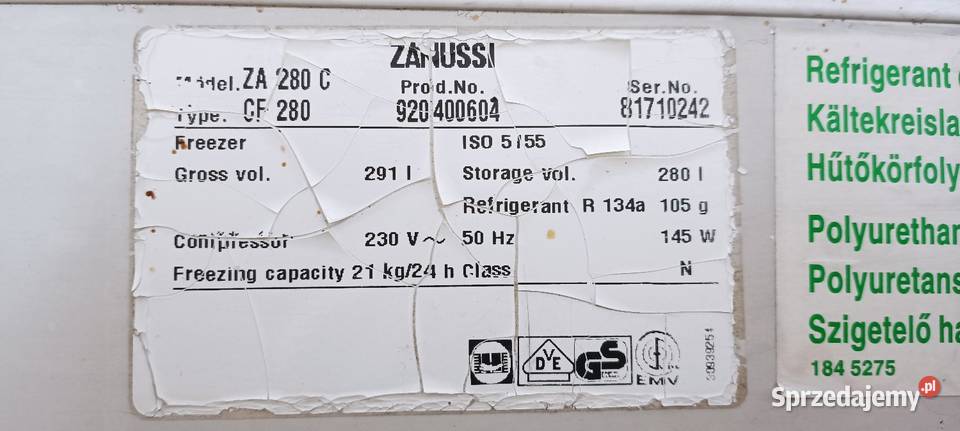 ZANUSSI
Model. ZA 280 C
Prod.No.
Ser.No.
Type. CF 280
920400604
81710242
Freezer
ISO 5155
Gross vol. 291 l
Storage vol. 280 l
Refrigerant R 134a 105 g
Compressor 230 V ~ 50 Hz 145 W
Freezing capacity 21 kg/24 h Class N
VDE
GS
EMV
Refrigerant
Kältekreisla
Hűtőkörfoly
Polyurethan
Polyuretans
Szigetelő ha
184 5275
Sprzedajemy.pl